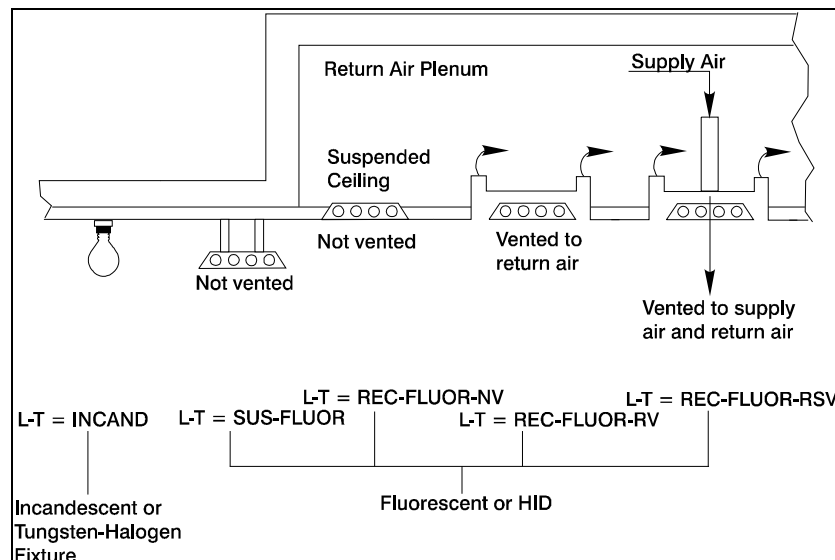 Return Air Plenum
Supply Air
Suspended
Ceiling
Not vented
Not vented
Vented to
return air
Vented to supply
air and return air
L-T = INCAND
L-T = SUS-FLUOR
L-T = REC-FLUOR-NV
L-T = REC-FLUOR-RV
L-T = REC-FLUOR-RSV
Incandescent or
Tungsten-Halogen
Fixture
Fluorescent or HID